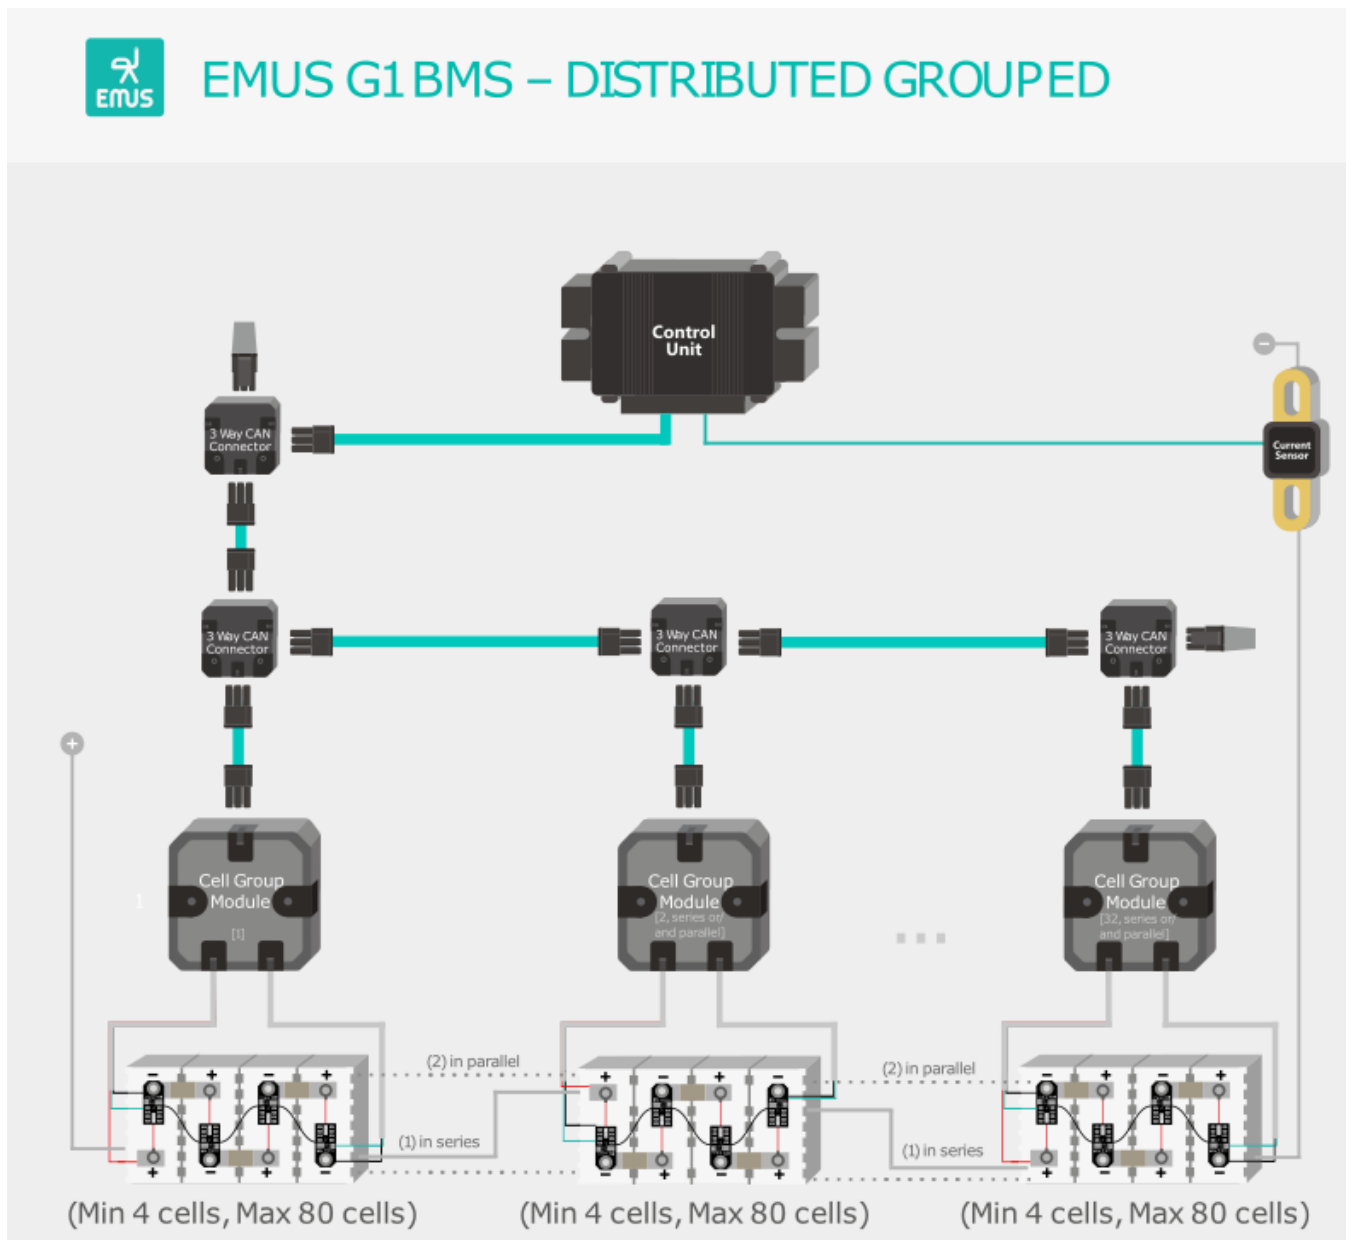 EMUS
EMUS G1 BMS – DISTRIBUTED GROUPED
Control
Unit
−
3 Way CAN
Connector
Current
Sensor
3 Way CAN
Connector
3 Way CAN
Connector
3 Way CAN
Connector
+
Cell Group
Module
[1]
1
Cell Group
Module
[2, series or/
and parallel]
...
Cell Group
Module
[32, series or/
and parallel]
(2) in parallel
(2) in parallel
− + − +
+ − + −
(1) in series
+ − + −
− + − +
(1) in series
− + − +
+ − + −
(Min 4 cells, Max 80 cells)
(Min 4 cells, Max 80 cells)
(Min 4 cells, Max 80 cells)